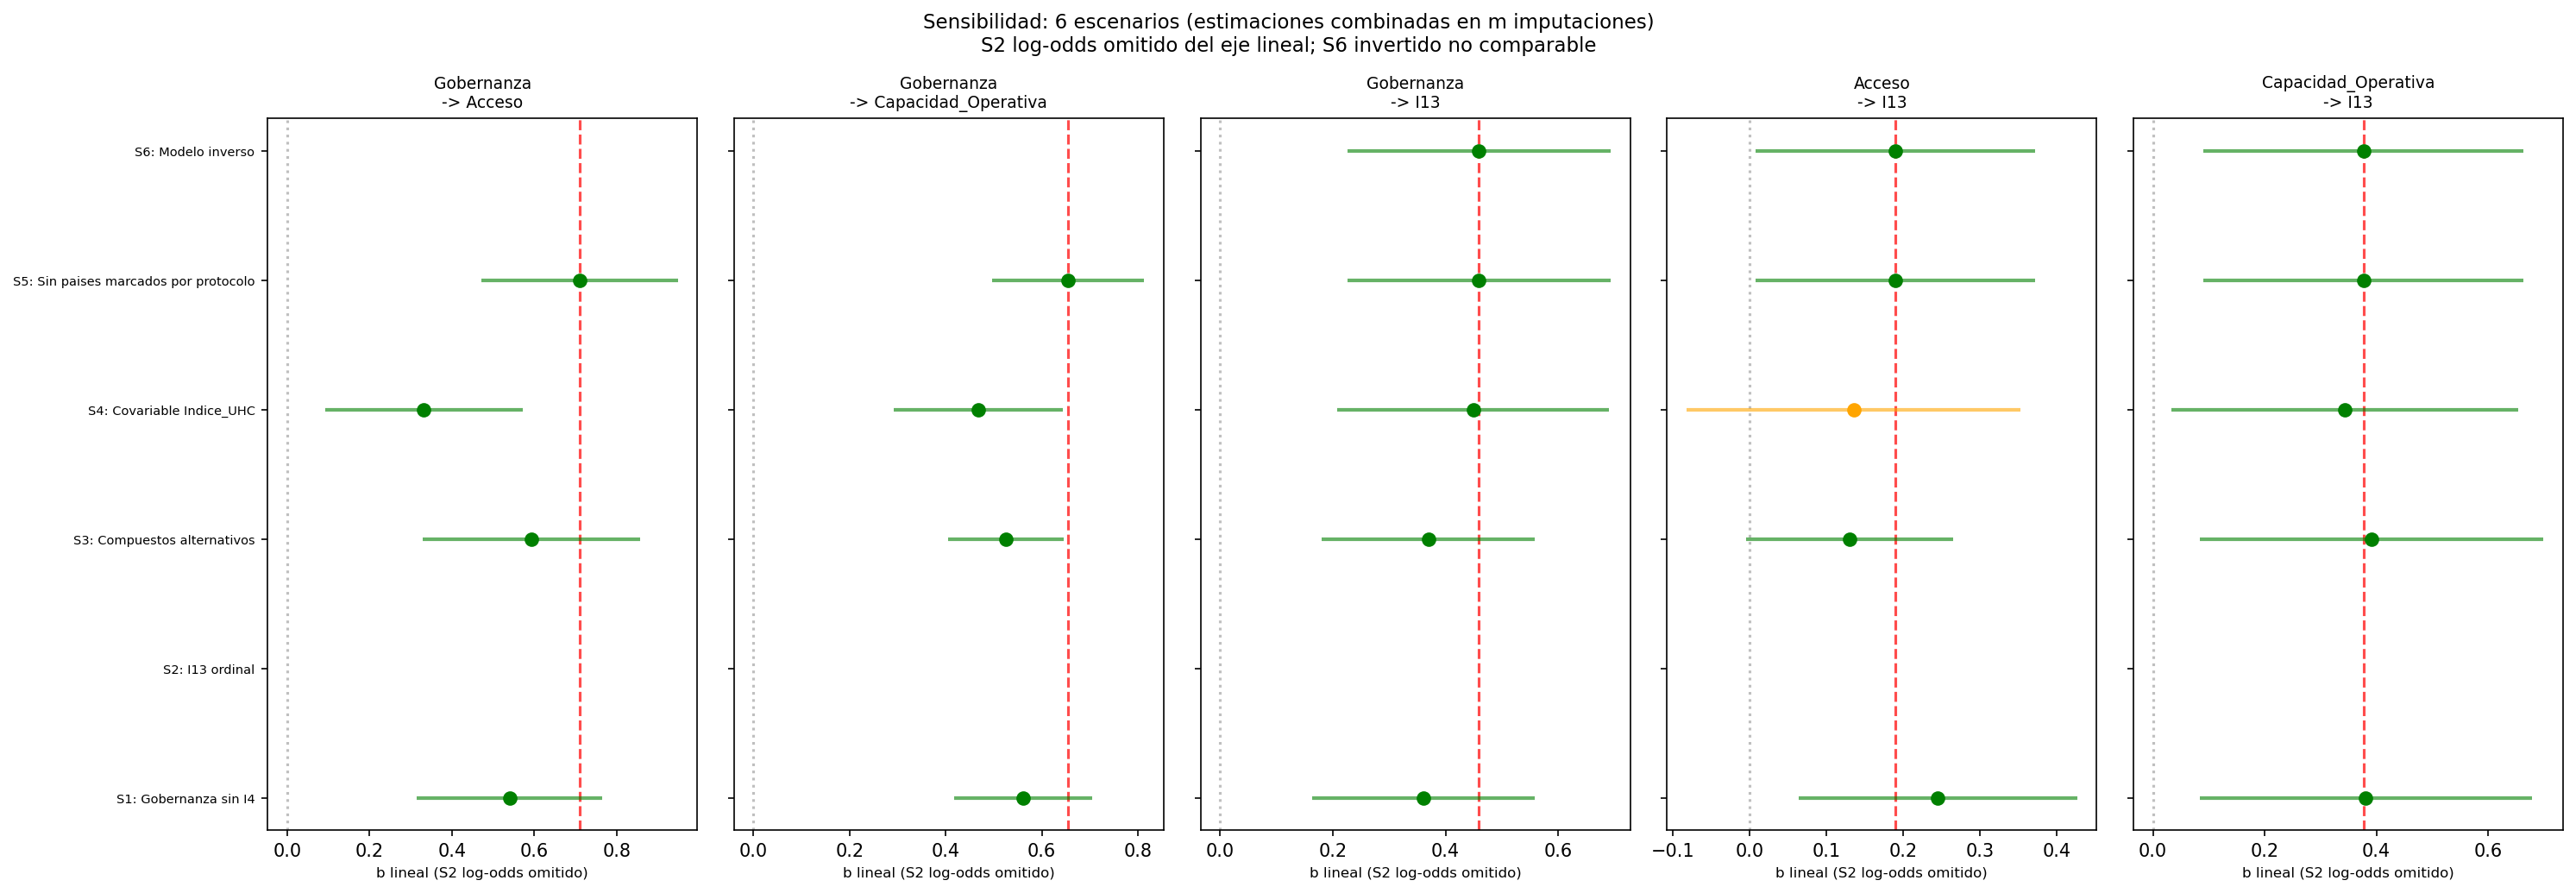 Sensibilidad: 6 escenarios (estimaciones combinadas en m imputaciones)
S2 log-odds omitido del eje lineal; S6 invertido no comparable
Gobernanza
-> Acceso
Gobernanza
-> Capacidad_Operativa
Gobernanza
-> I13
Acceso
-> I13
Capacidad_Operativa
-> I13
S6: Modelo inverso
S5: Sin paises marcados por protocolo
S4: Covariable Indice_UHC
S3: Compuestos alternativos
S2: I13 ordinal
S1: Gobernanza sin I4
0.0 0.2 0.4 0.6 0.8
b lineal (S2 log-odds omitido)
0.0 0.2 0.4 0.6 0.8
b lineal (S2 log-odds omitido)
0.0 0.2 0.4 0.6
b lineal (S2 log-odds omitido)
−0.1 0.0 0.1 0.2 0.3 0.4
b lineal (S2 log-odds omitido)
0.0 0.2 0.4 0.6
b lineal (S2 log-odds omitido)